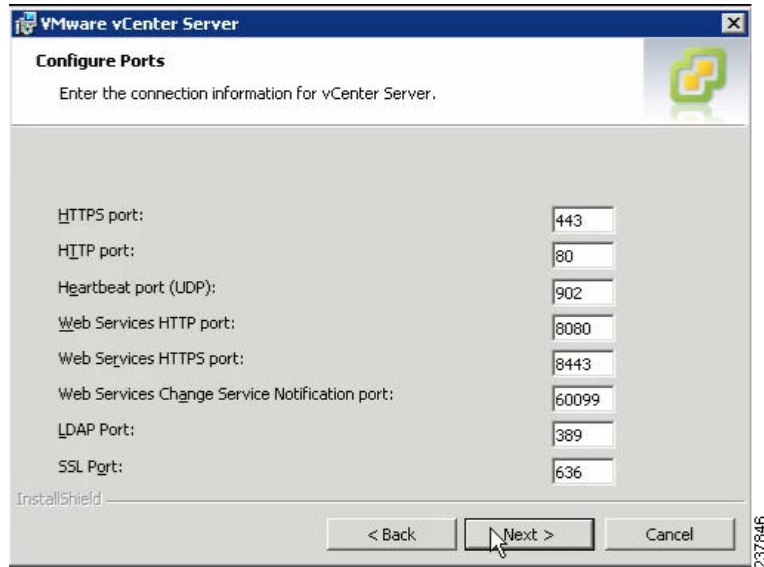 VMware vCenter Server
Configure Ports
Enter the connection information for vCenter Server.
HTTPS port: 443
HTTP port: 80
Heartbeat port (UDP): 902
Web Services HTTP port: 8080
Web Services HTTPS port: 8443
Web Services Change Service Notification port: 60099
LDAP Port: 389
SSL Port: 636
InstallShield
< Back Next > Cancel
237846